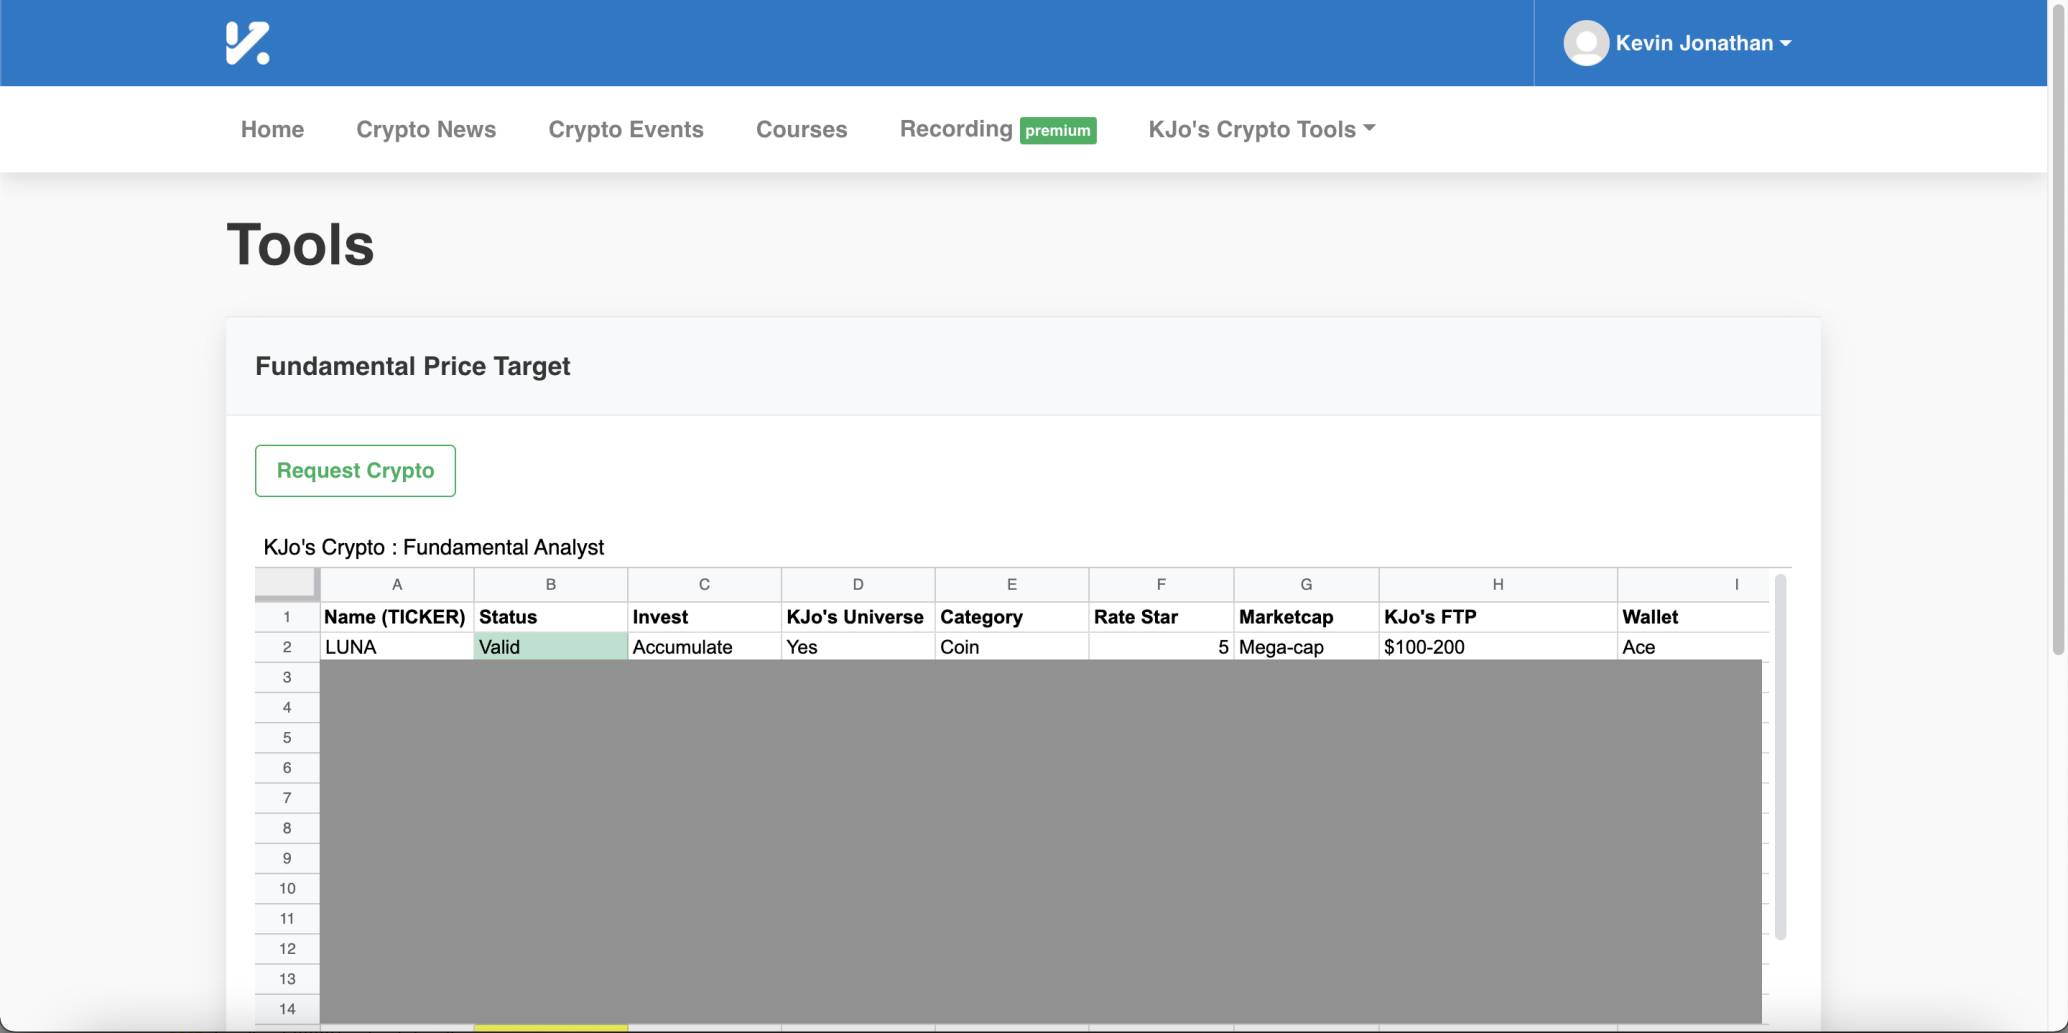 Kevin Jonathan
Home Crypto News Crypto Events Courses Recording premium KJo's Crypto Tools
Tools
Fundamental Price Target
Request Crypto
KJo's Crypto : Fundamental Analyst
A B C D E F G H I
1 Name (TICKER) Status Invest KJo's Universe Category Rate Star Marketcap KJo's FTP Wallet
2 LUNA Valid Accumulate Yes Coin 5 Mega-cap $100-200 Ace
3
4
5
6
7
8
9
10
11
12
13
14